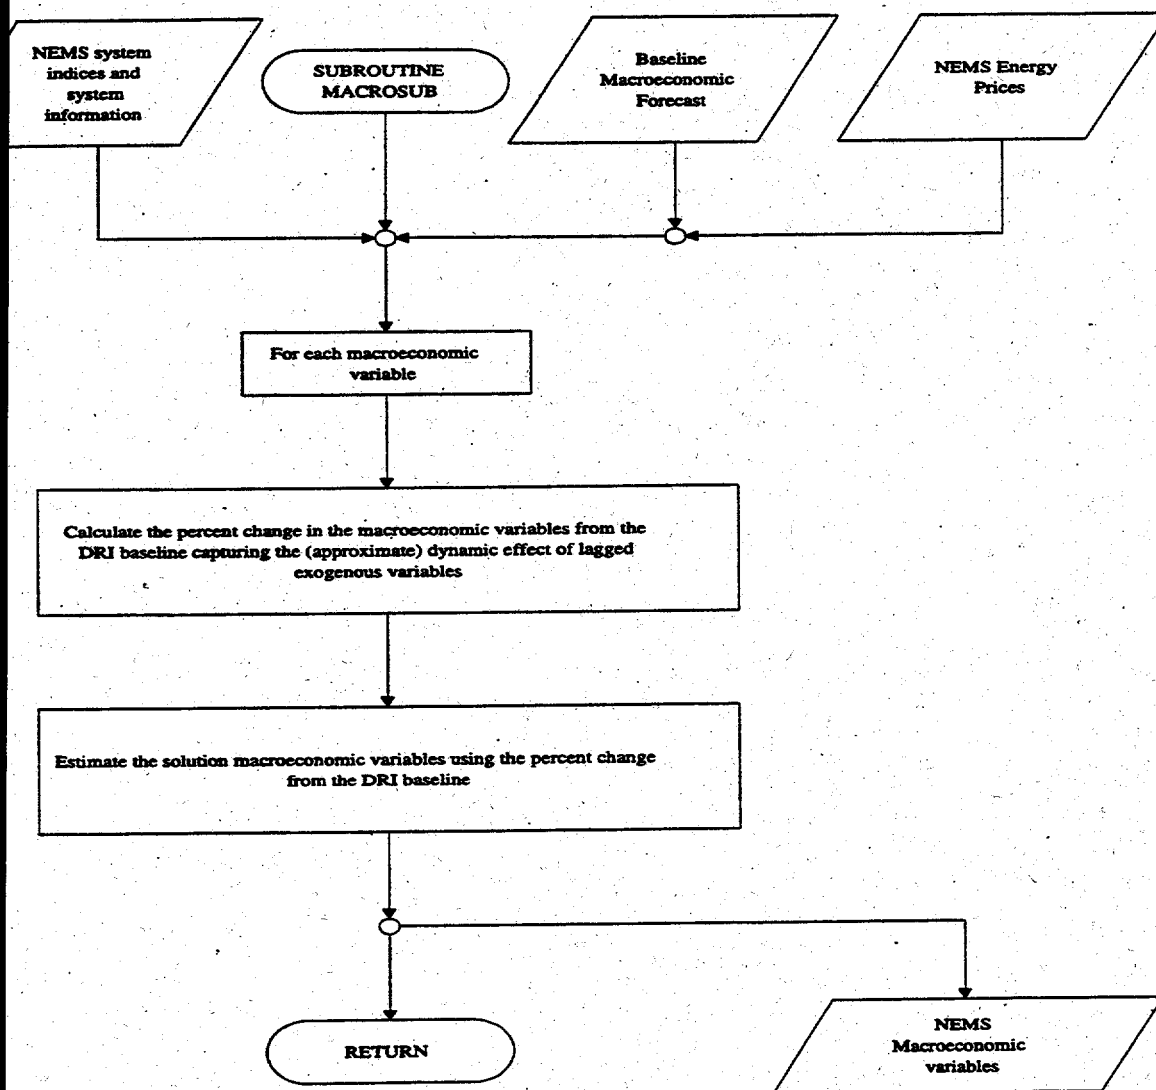 NEMS system
indices and
system
information
SUBROUTINE
MACROSUB
Baseline
Macroeconomic
Forecast
NEMS Energy
Prices
For each macroeconomic
variable
Calculate the percent change in the macroeconomic variables from the
DRI baseline capturing the (approximate) dynamic effect of lagged
exogenous variables
Estimate the solution macroeconomic variables using the percent change
from the DRI baseline
RETURN
NEMS
Macroeconomic
variables